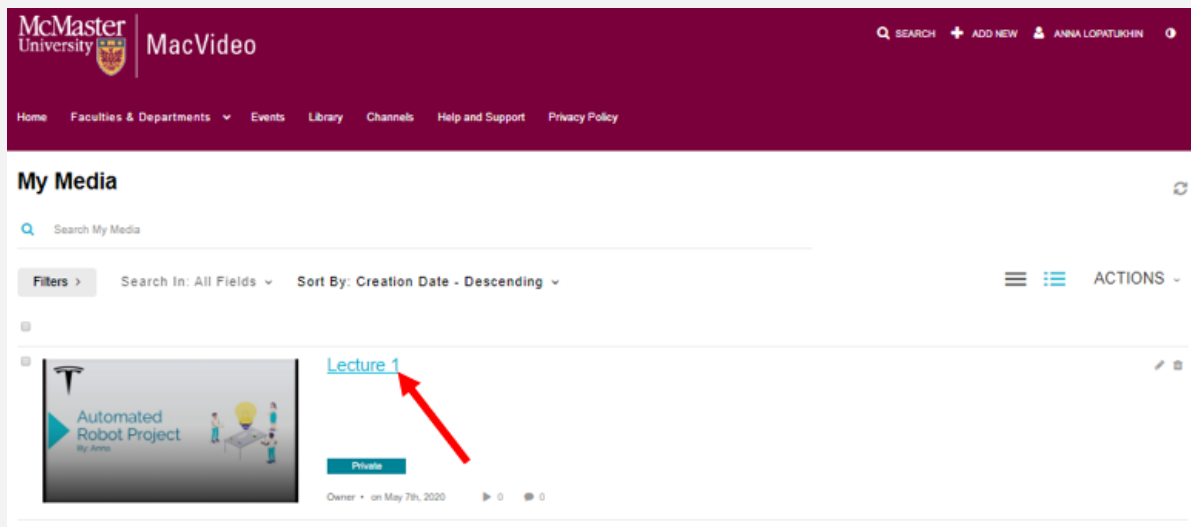 McMaster
University
MacVideo
SEARCH ADD NEW ANNA LOPATUKHIN
Home Faculties & Departments Events Library Channels Help and Support Privacy Policy
My Media
Search My Media
Filters > Search In: All Fields Sort By: Creation Date - Descending ACTIONS
Lecture 1
Automated
Robot Project
By: Anna
Private
Owner • on May 7th, 2020 0 0